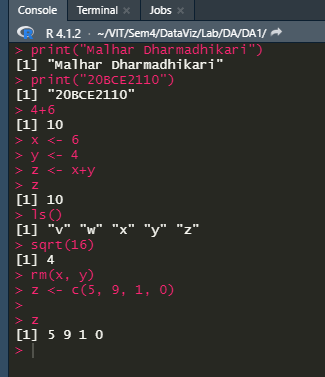 Console Terminal × Jobs ×
R 4.1.2 · ~/VIT/Sem4/DataViz/Lab/DA/DA1/
> print("Malhar Dharmadhikari")
[1] "Malhar Dharmadhikari"
> print("20BCE2110")
[1] "20BCE2110"
> 4+6
[1] 10
> x <- 6
> y <- 4
> z <- x+y
> z
[1] 10
> ls()
[1] "v" "w" "x" "y" "z"
> sqrt(16)
[1] 4
> rm(x, y)
> z <- c(5, 9, 1, 0)
>
> z
[1] 5 9 1 0
>